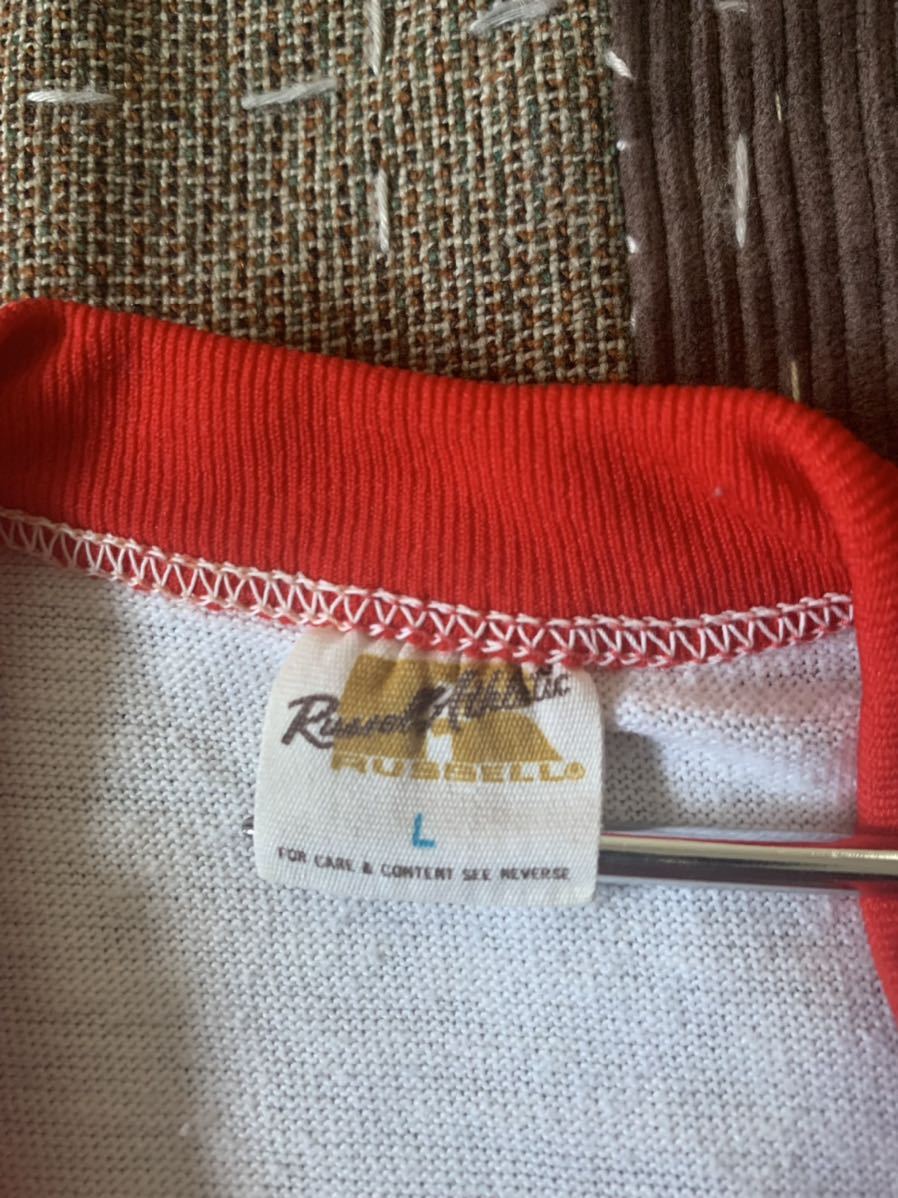 Russell Athletic
RUSSELL®
L
FOR CARE & CONTENT SEE REVERSE